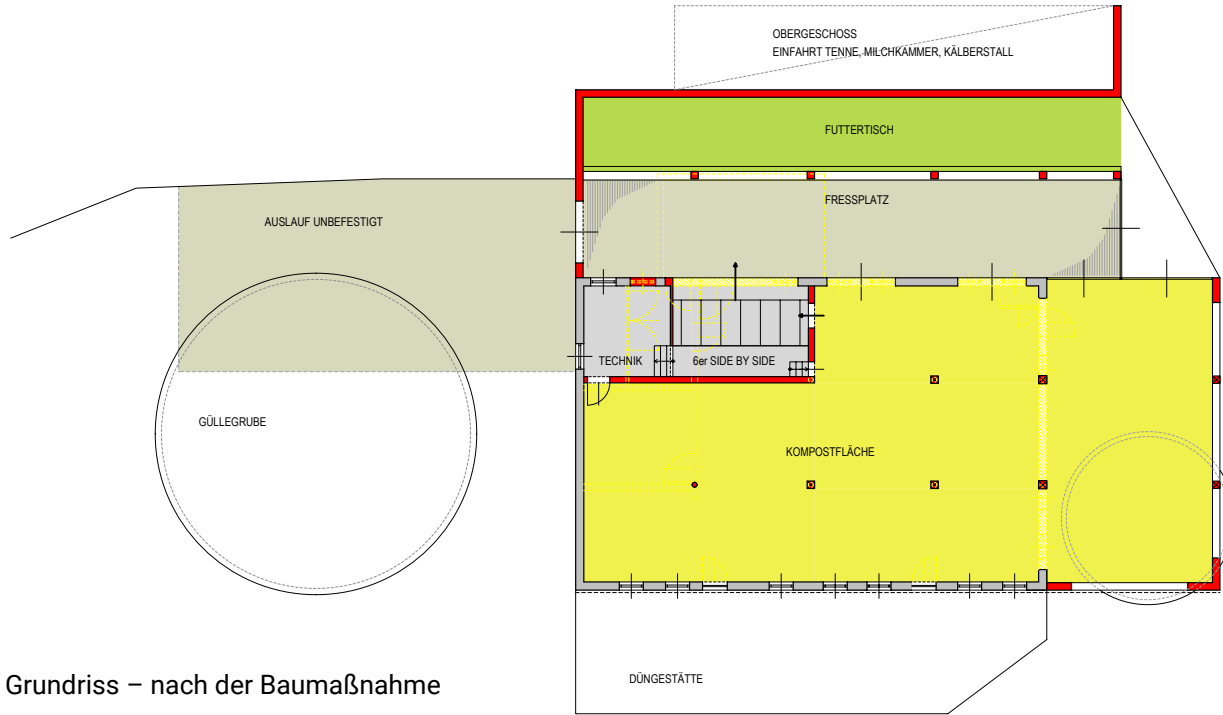 OBERGESCHOSS
EINFAHRT TENNE, MILCHKAMMER, KÄLBERSTALL
FUTTERTISCH
FRESSPLATZ
AUSLAUF UNBEFESTIGT
TECHNIK
6er SIDE BY SIDE
GÜLLEGRUBE
KOMPOSTFLÄCHE
DÜNGESTÄTTE
Grundriss – nach der Baumaßnahme